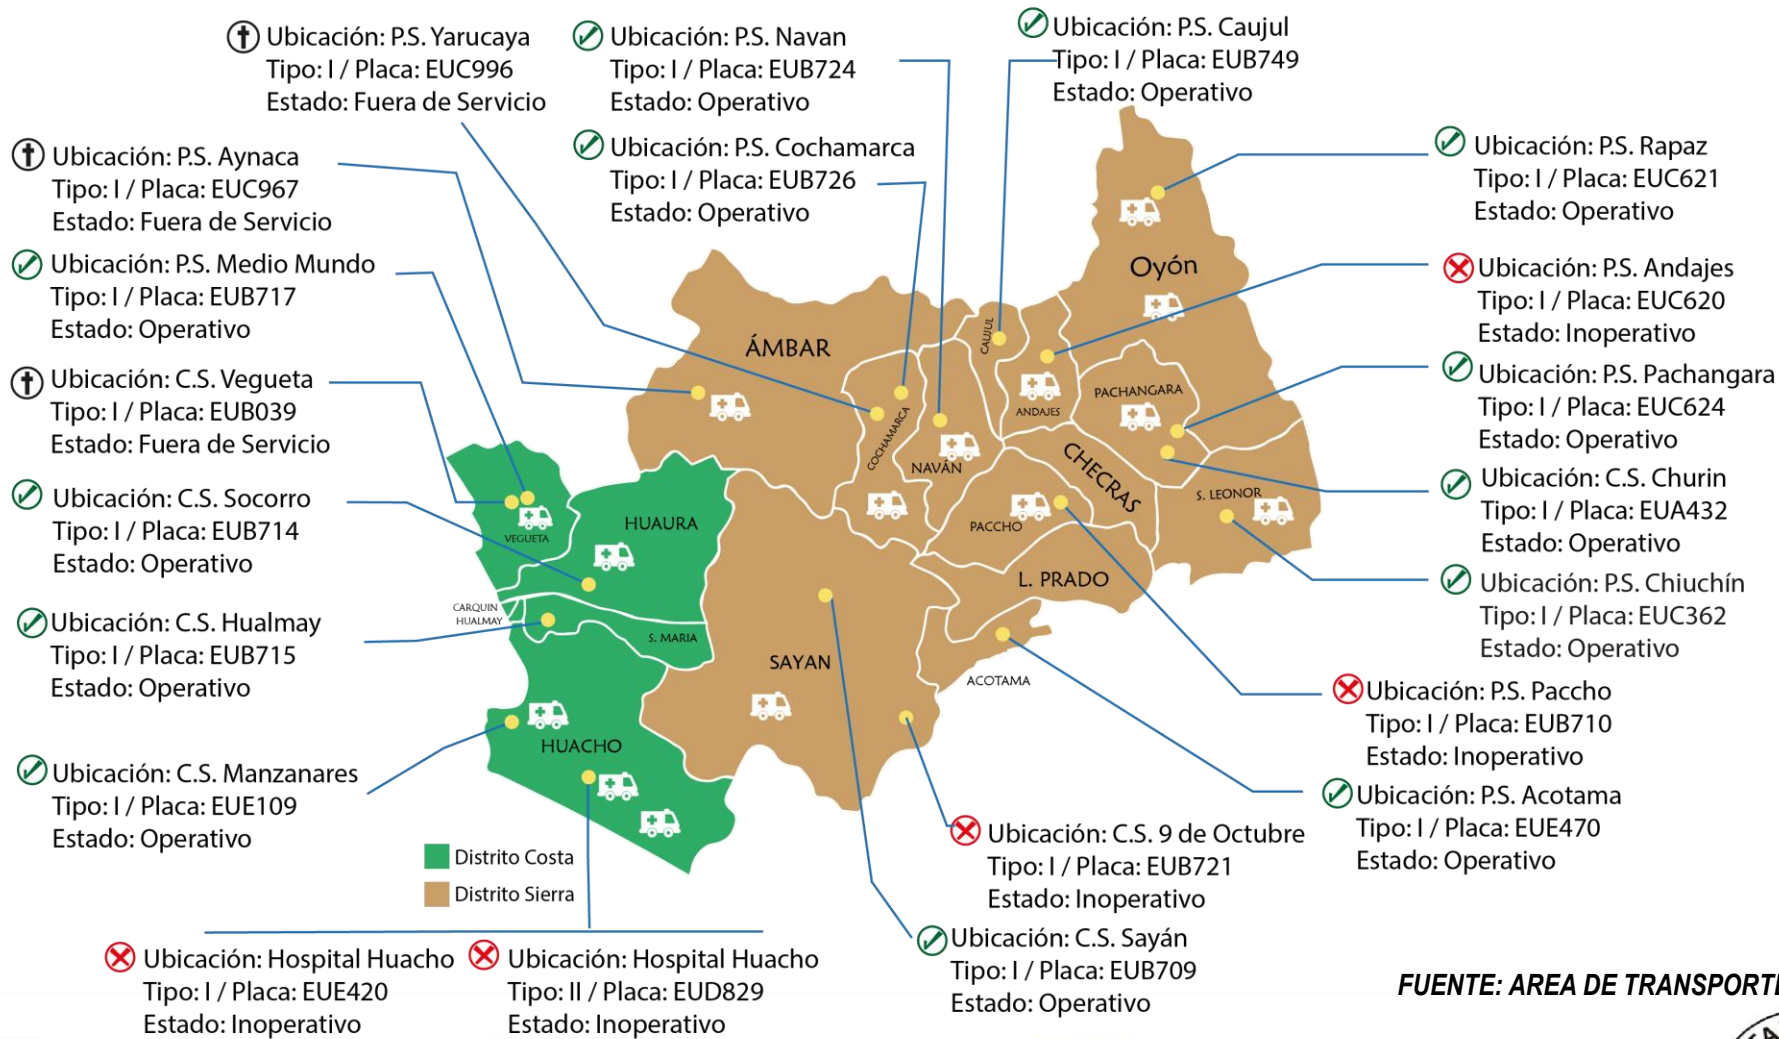 Ubicación: P.S. Yarucaya
Tipo: I / Placa: EUC996
Estado: Fuera de Servicio
Ubicación: P.S. Navan
Tipo: I / Placa: EUB724
Estado: Operativo
Ubicación: P.S. Caujul
Tipo: I / Placa: EUB749
Estado: Operativo
Ubicación: P.S. Cochamarca
Tipo: I / Placa: EUB726
Estado: Operativo
Ubicación: P.S. Aynaca
Tipo: I / Placa: EUC967
Estado: Fuera de Servicio
Ubicación: P.S. Medio Mundo
Tipo: I / Placa: EUB717
Estado: Operativo
Ubicación: C.S. Vegueta
Tipo: I / Placa: EUB039
Estado: Fuera de Servicio
Ubicación: C.S. Socorro
Tipo: I / Placa: EUB714
Estado: Operativo
Ubicación: C.S. Hualmay
Tipo: I / Placa: EUB715
Estado: Operativo
Ubicación: C.S. Manzanares
Tipo: I / Placa: EUE109
Estado: Operativo
Ubicación: P.S. Rapaz
Tipo: I / Placa: EUC621
Estado: Operativo
Ubicación: P.S. Andajes
Tipo: I / Placa: EUC620
Estado: Inoperativo
Ubicación: P.S. Pachangara
Tipo: I / Placa: EUC624
Estado: Operativo
Ubicación: C.S. Churin
Tipo: I / Placa: EUA432
Estado: Operativo
Ubicación: P.S. Chiuchín
Tipo: I / Placa: EUC362
Estado: Operativo
Ubicación: P.S. Paccho
Tipo: I / Placa: EUB710
Estado: Inoperativo
Ubicación: P.S. Acotama
Tipo: I / Placa: EUE470
Estado: Operativo
Ubicación: C.S. 9 de Octubre
Tipo: I / Placa: EUB721
Estado: Inoperativo
Ubicación: C.S. Sayán
Tipo: I / Placa: EUB709
Estado: Operativo
Ubicación: Hospital Huacho
Tipo: I / Placa: EUE420
Estado: Inoperativo
Ubicación: Hospital Huacho
Tipo: II / Placa: EUD829
Estado: Inoperativo
Oyón
ÁMBAR
CAUJUL
ANDAJES
PACHANGARA
COCHAMARCA
NAVÁN
CHECRAS
S. LEONOR
PACCHO
L. PRADO
HUAURA
VEGUETA
CARQUIN
HUALMAY
S. MARIA
SAYAN
ACOTAMA
HUACHO
Distrito Costa
Distrito Sierra
FUENTE: AREA DE TRANSPORTE